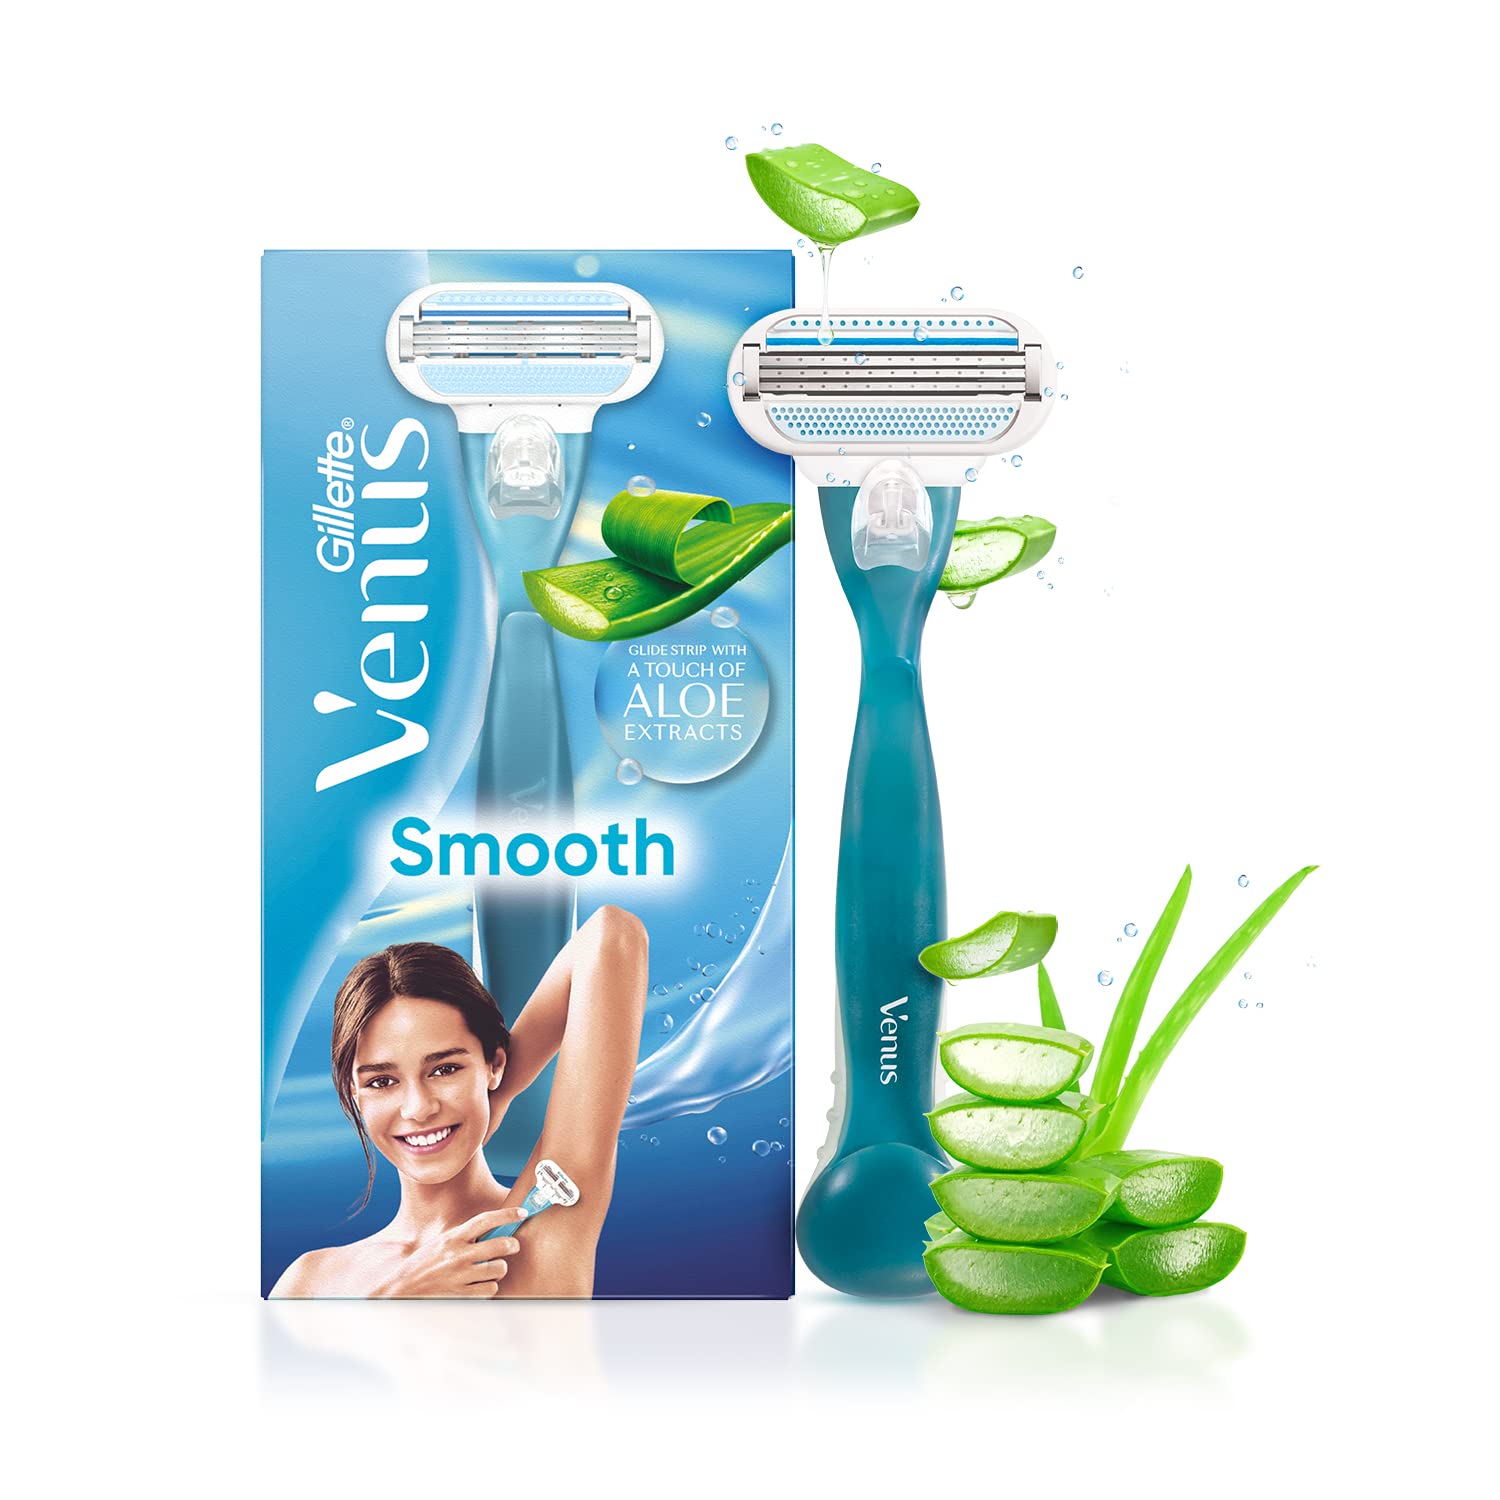 Gillette®
Venus
GLIDE STRIP WITH
A TOUCH OF
ALOE
EXTRACTS
Smooth
Venus